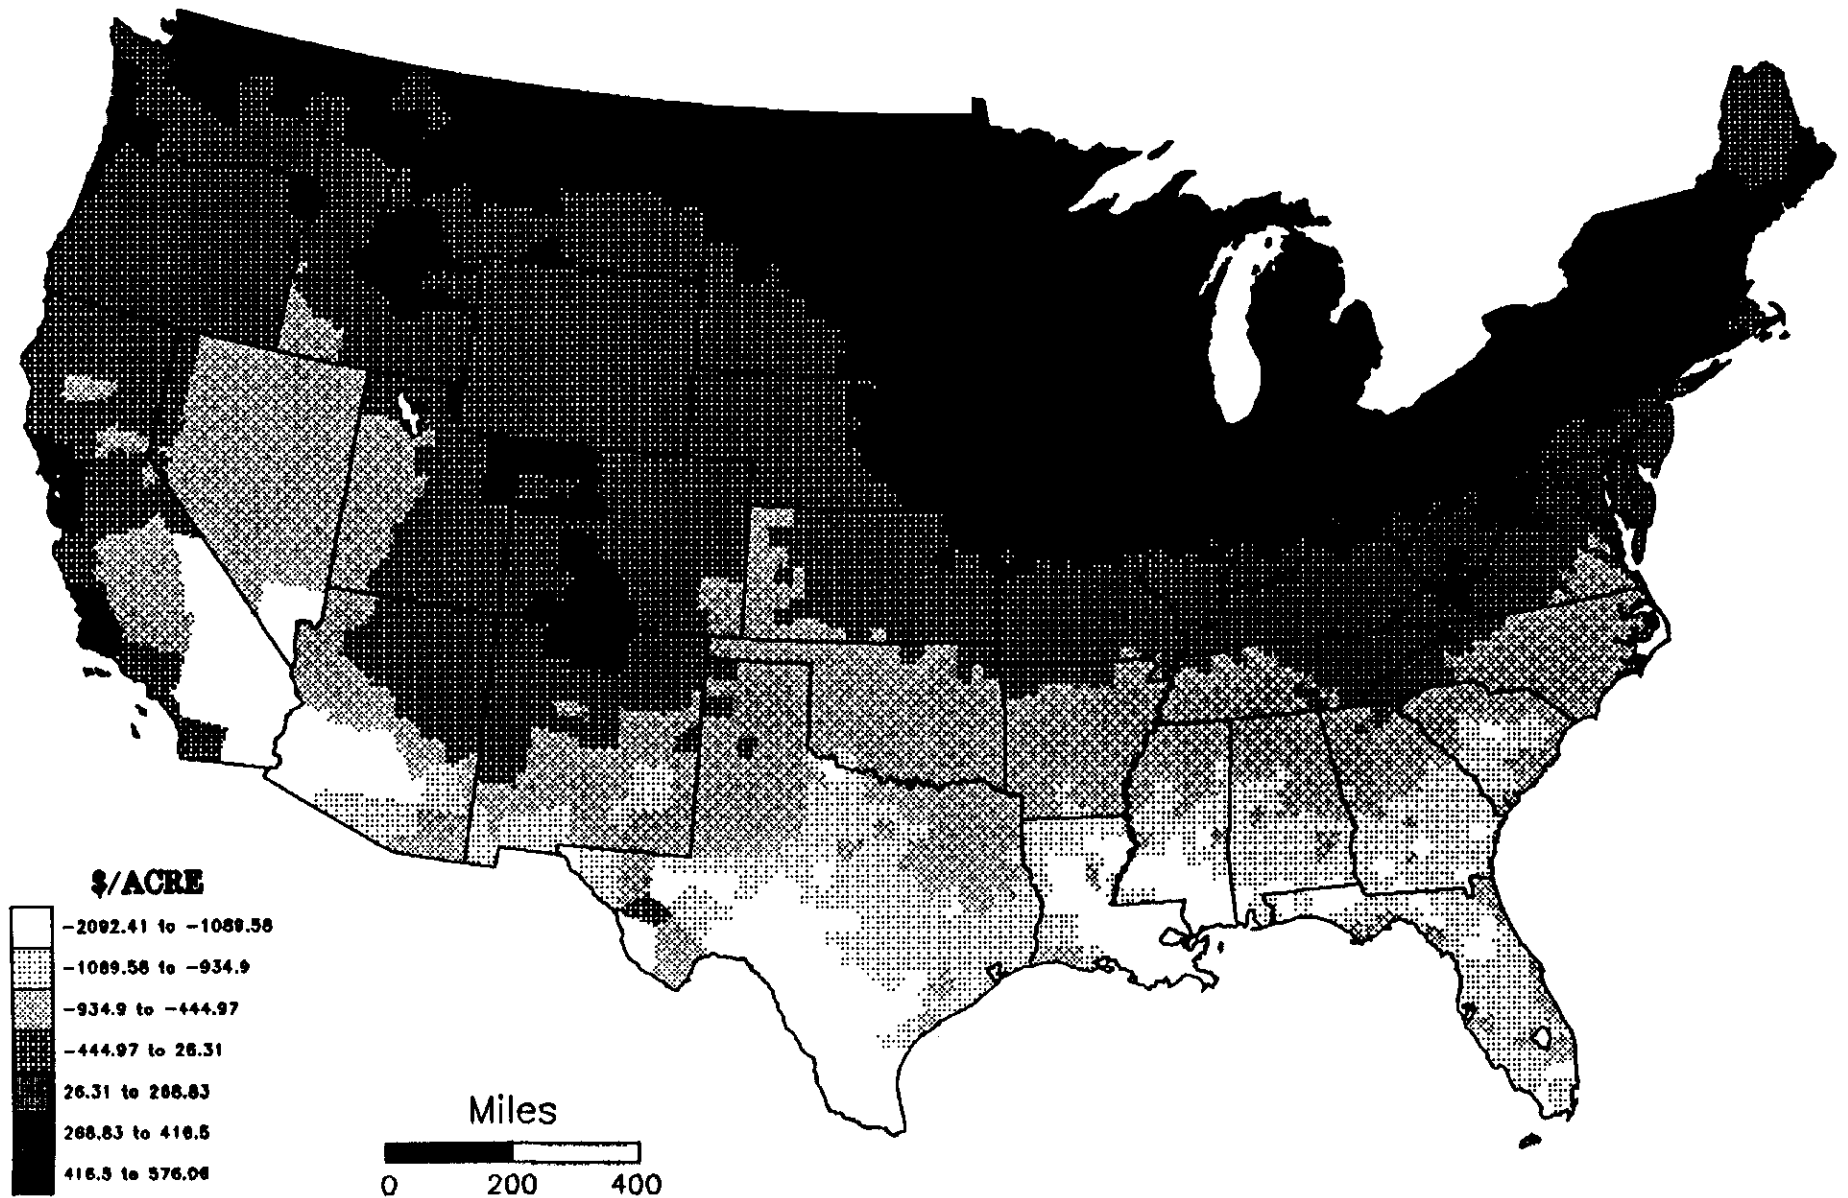 $/ACRE
-2092.41 to -1089.58
-1089.58 to -934.9
-934.9 to -444.97
-444.97 to 26.31
26.31 to 268.83
268.83 to 416.5
416.5 to 576.06
Miles
0 200 400